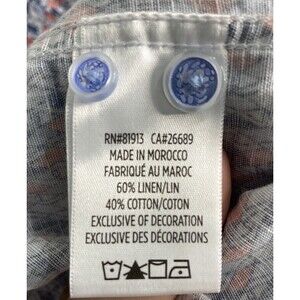 RN#81913 CA#26689
MADE IN MOROCCO
FABRIQUÉ AU MAROC
60% LINEN/LIN
40% COTTON/COTON
EXCLUSIVE OF DECORATION
EXCLUSIVE DES DÉCORATIONS